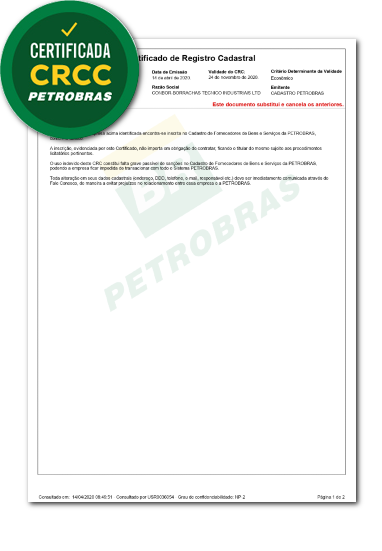 CERTIFICADA
CRCC
PETROBRAS
tificado de Registro Cadastral
Data de Emissão
14 de abril de 2020
Validade do CRC:
24 de novembro de 2020
Critério Determinante da Validade
Econômico
Razão Social
CONBOR BORRACHAS TECNICO INDUSTRIAIS LTD
Emitente
CADASTRO PETROBRAS
Este documento substitui e cancela os anteriores.
acima identificada encontra-se inscrita no Cadastro de Fornecedores de Bens e Serviços da PETROBRAS,
A inscrição, evidenciada por este Certificado, não importa em obrigação de contratar, ficando o titular do mesmo sujeito aos procedimentos
licitatórios pertinentes.
O uso indevido deste CRC constitui falta grave passível de sanções no Cadastro de Fornecedores de Bens e Serviços da PETROBRAS,
podendo a empresa ficar impedida de transacionar com todo o Sistema PETROBRAS.
Toda alteração em seus dados cadastrais (endereço, DDD, telefone, e-mail, responsável etc.) deve ser imediatamente comunicada através do
Fale Conosco, de maneira a evitar prejuízos no relacionamento entre essa empresa e a PETROBRAS.
BR
PETROBRAS
Consultado em: 14/04/2020 08:49:51 Consultado por Grau de confidencialidade: NP-2 Página 1 de 2